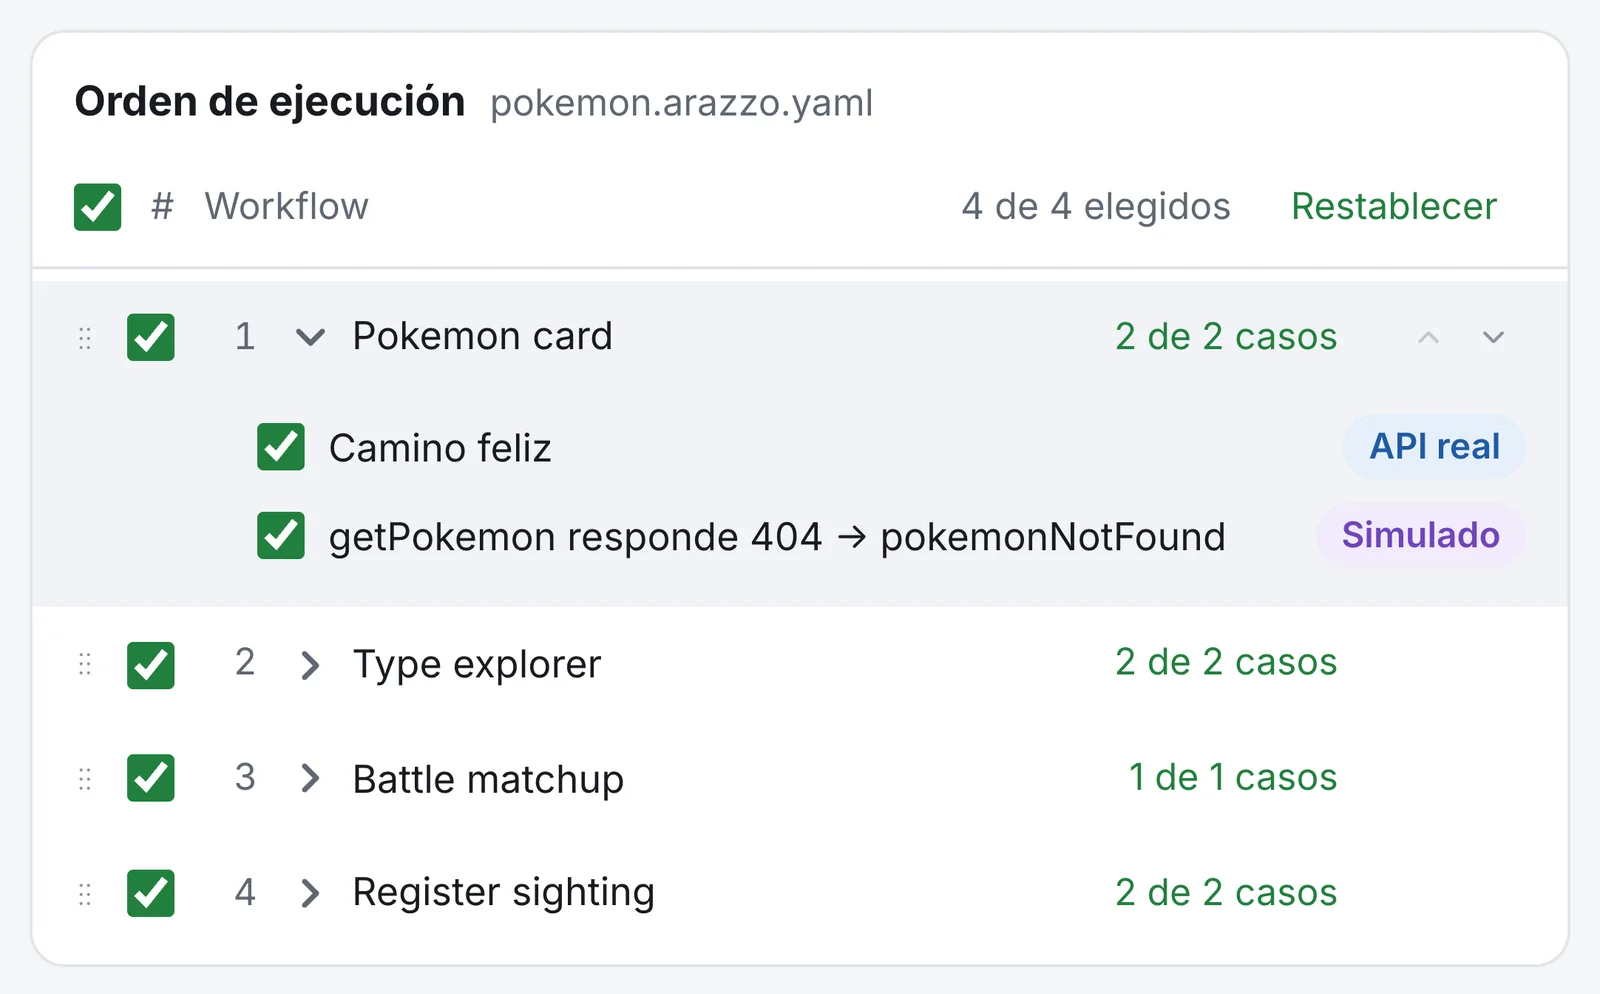 Orden de ejecución pokemon.arazzo.yaml
# Workflow 4 de 4 elegidos Restablecer
1 Pokemon card 2 de 2 casos
Camino feliz API real
getPokemon responde 404 → pokemonNotFound Simulado
2 Type explorer 2 de 2 casos
3 Battle matchup 1 de 1 casos
4 Register sighting 2 de 2 casos